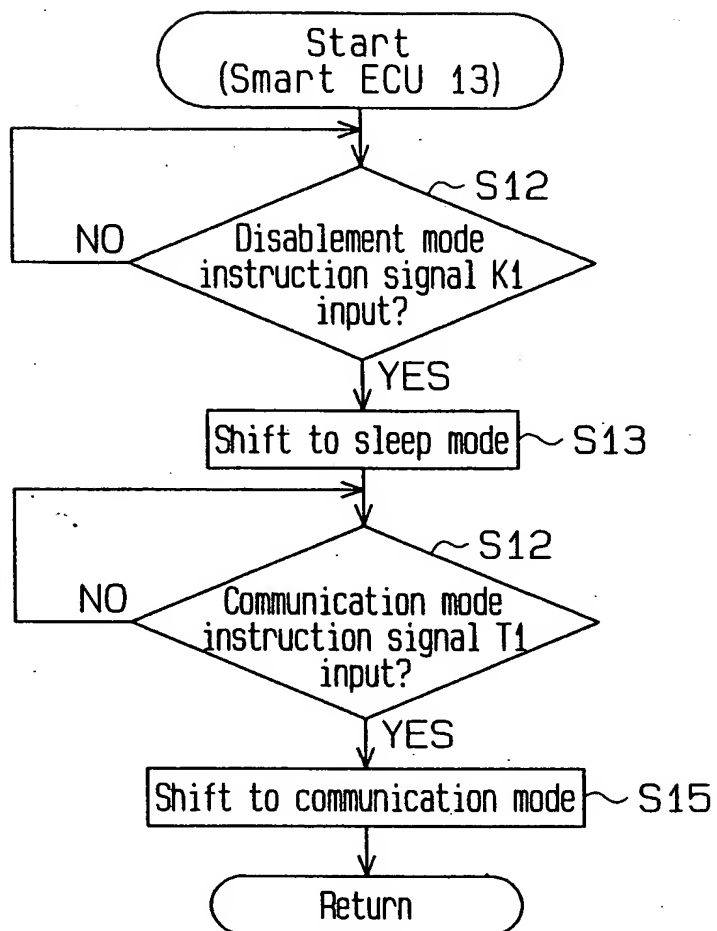 Start
(Smart ECU 13)
S12
NO
Disablement mode
instruction signal K1
input?
YES
Shift to sleep mode
S13
S12
NO
Communication mode
instruction signal T1
input?
YES
Shift to communication mode
S15
Return